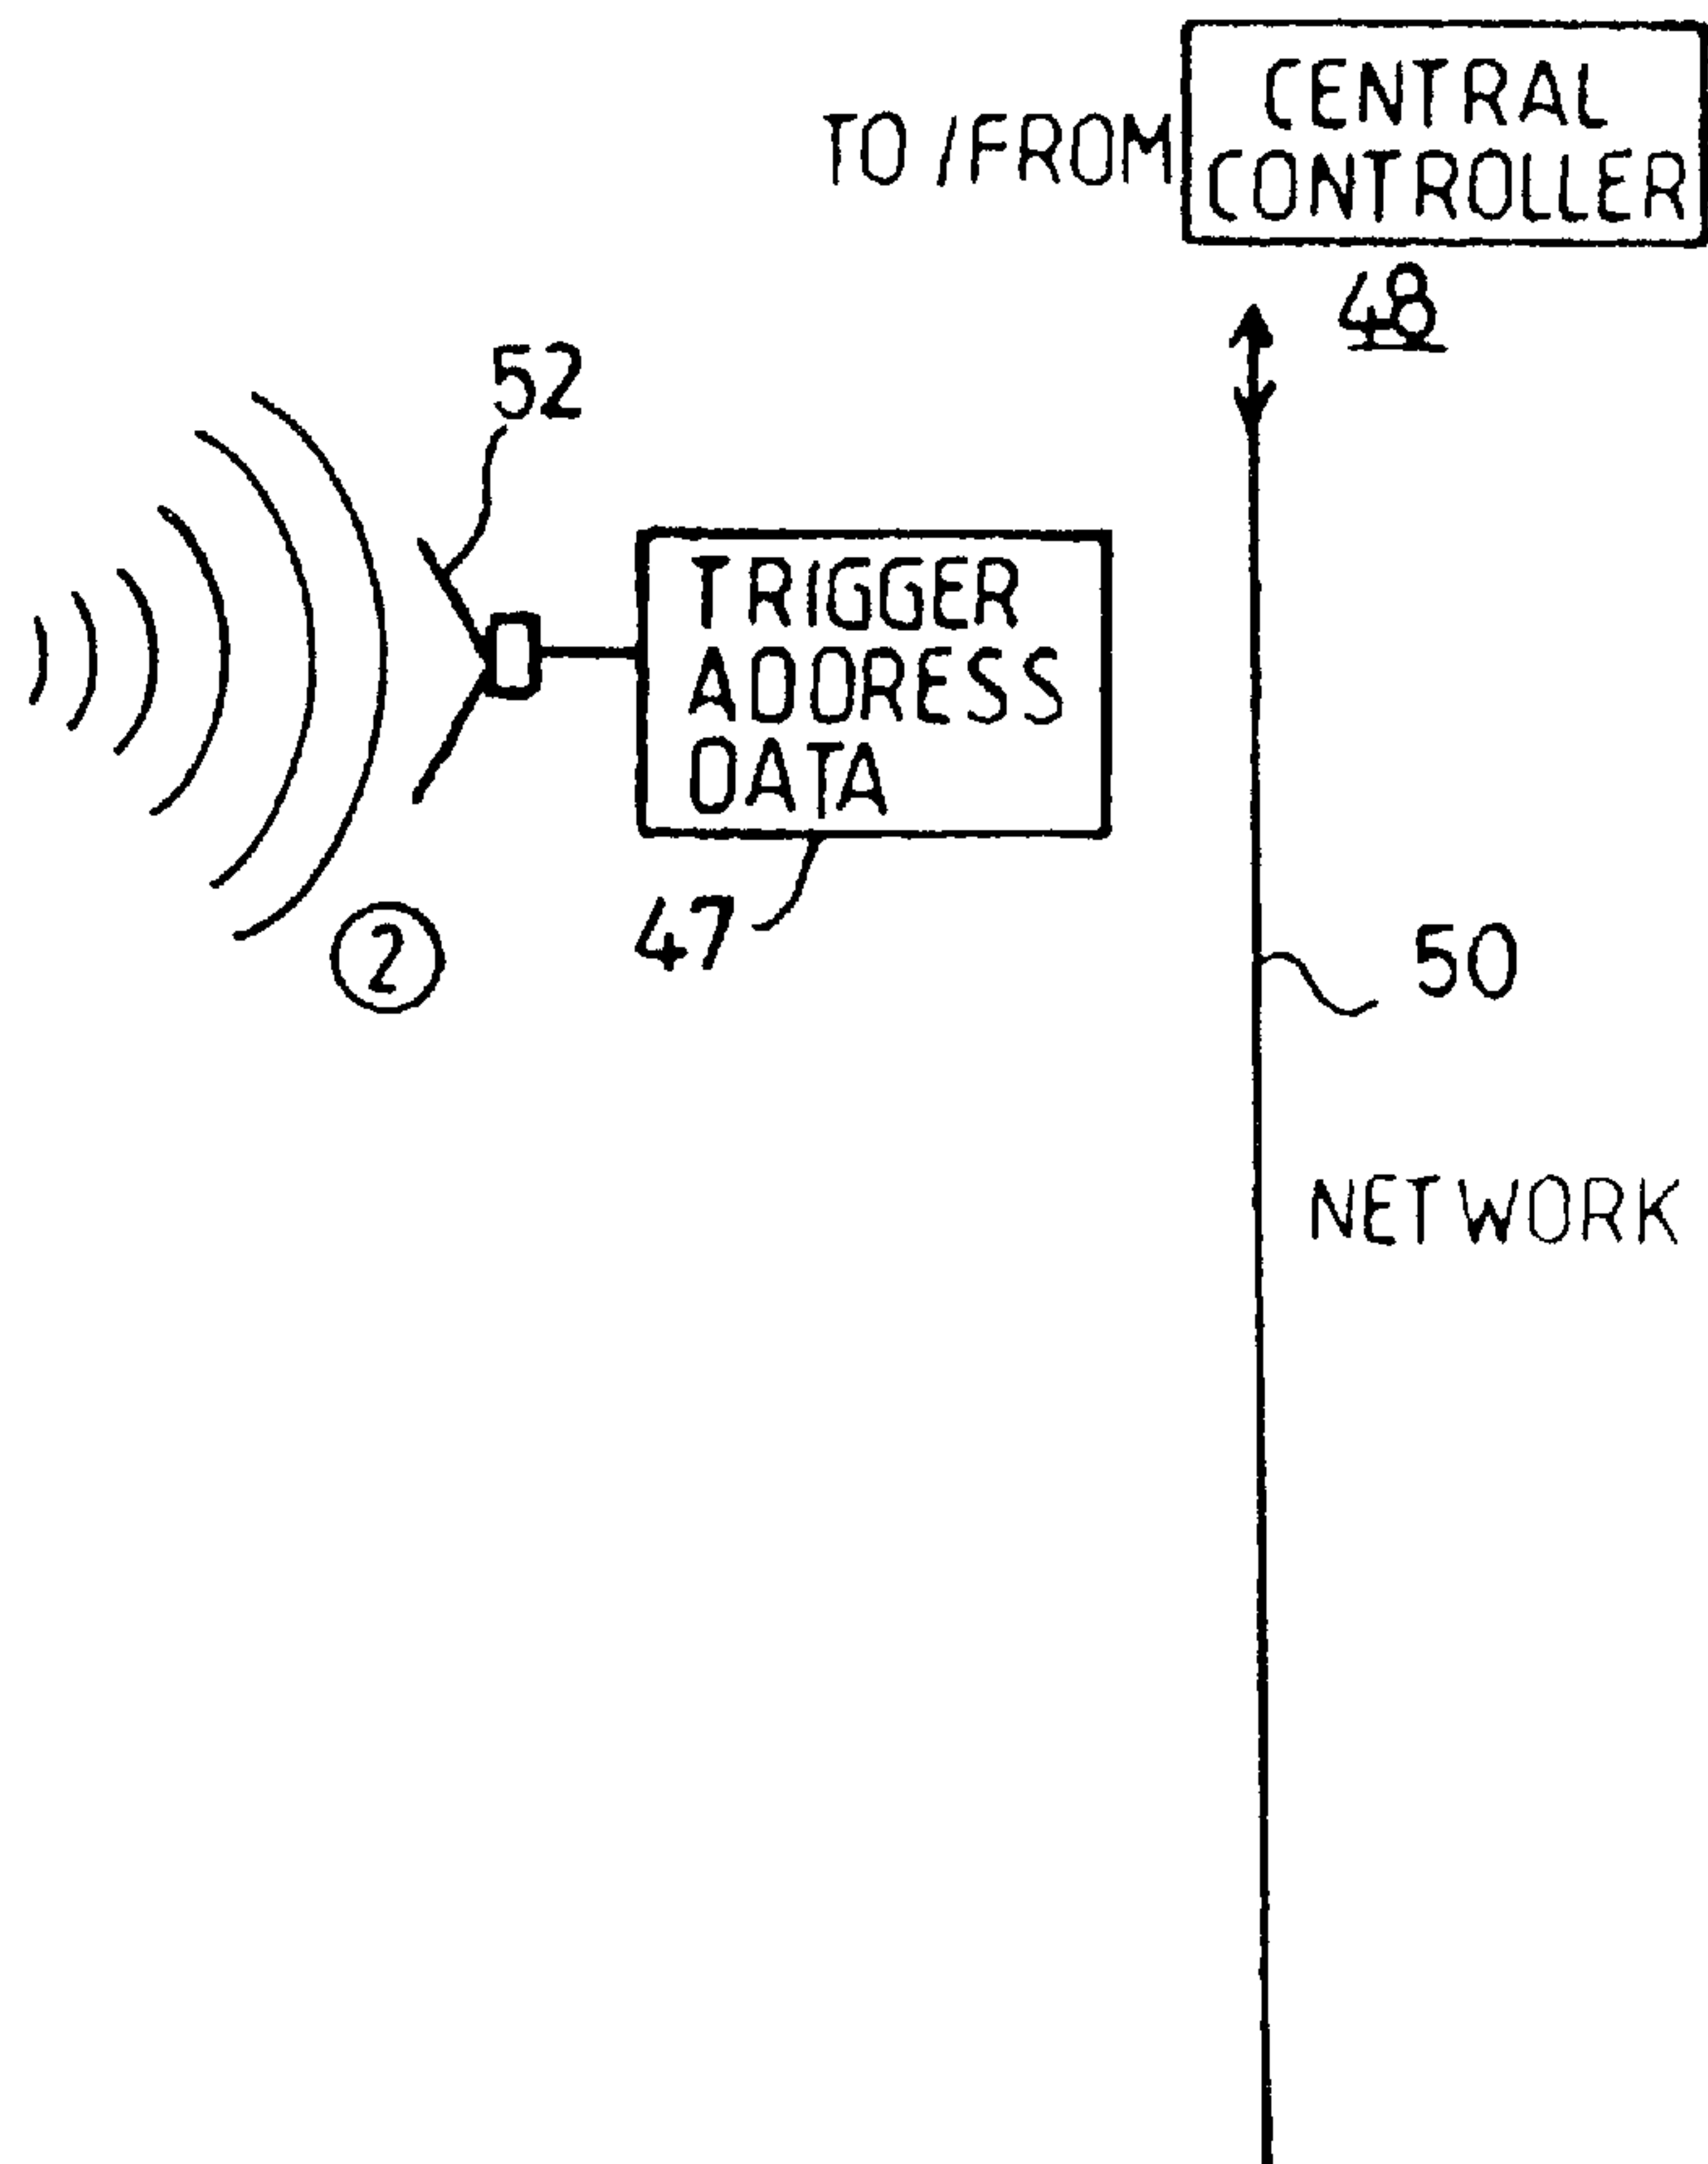 CENTRAL
CONTROLLER
TO/FROM
48
52
TRIGGER
ADDRESS
DATA
47
2
50
NETWORK